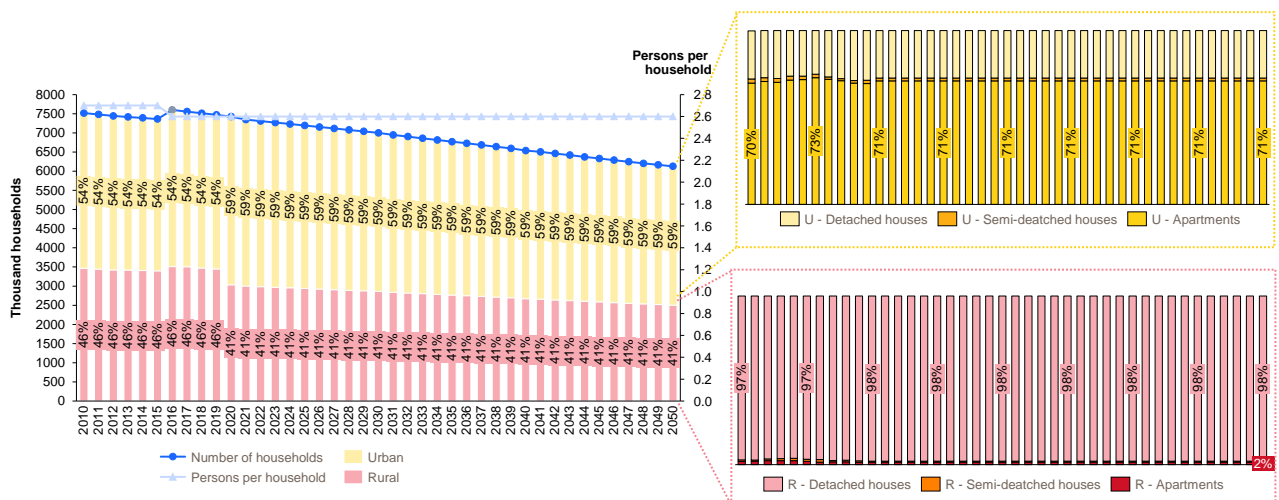 Persons per
household
Thousand households
8000
7500
7000
6500
6000
5500
5000
4500
4000
3500
3000
2500
2000
1500
1000
500
0
2.8
2.6
2.4
2.2
2.0
1.8
1.6
1.4
1.2
1.0
0.8
0.6
0.4
0.2
0.0
54% 54% 54% 54% 54% 54% 54% 54% 54% 54% 59% 59% 59% 59% 59% 59% 59% 59% 59% 59% 59% 59% 59% 59% 59% 59% 59% 59% 59% 59% 59% 59% 59% 59% 59% 59% 59% 59% 59% 59% 59%
46% 46% 46% 46% 46% 46% 46% 46% 46% 46% 41% 41% 41% 41% 41% 41% 41% 41% 41% 41% 41% 41% 41% 41% 41% 41% 41% 41% 41% 41% 41% 41% 41% 41% 41% 41% 41% 41% 41% 41% 41%
2010 2011 2012 2013 2014 2015 2016 2017 2018 2019 2020 2021 2022 2023 2024 2025 2026 2027 2028 2029 2030 2031 2032 2033 2034 2035 2036 2037 2038 2039 2040 2041 2042 2043 2044 2045 2046 2047 2048 2049 2050
Number of households Urban
Persons per household Rural
70% 73% 71% 71% 71% 71% 71% 71% 71%
U - Detached houses U - Semi-deatched houses U - Apartments
97% 97% 98% 98% 98% 98% 98% 98% 98%
2%
R - Detached houses R - Semi-deatched houses R - Apartments